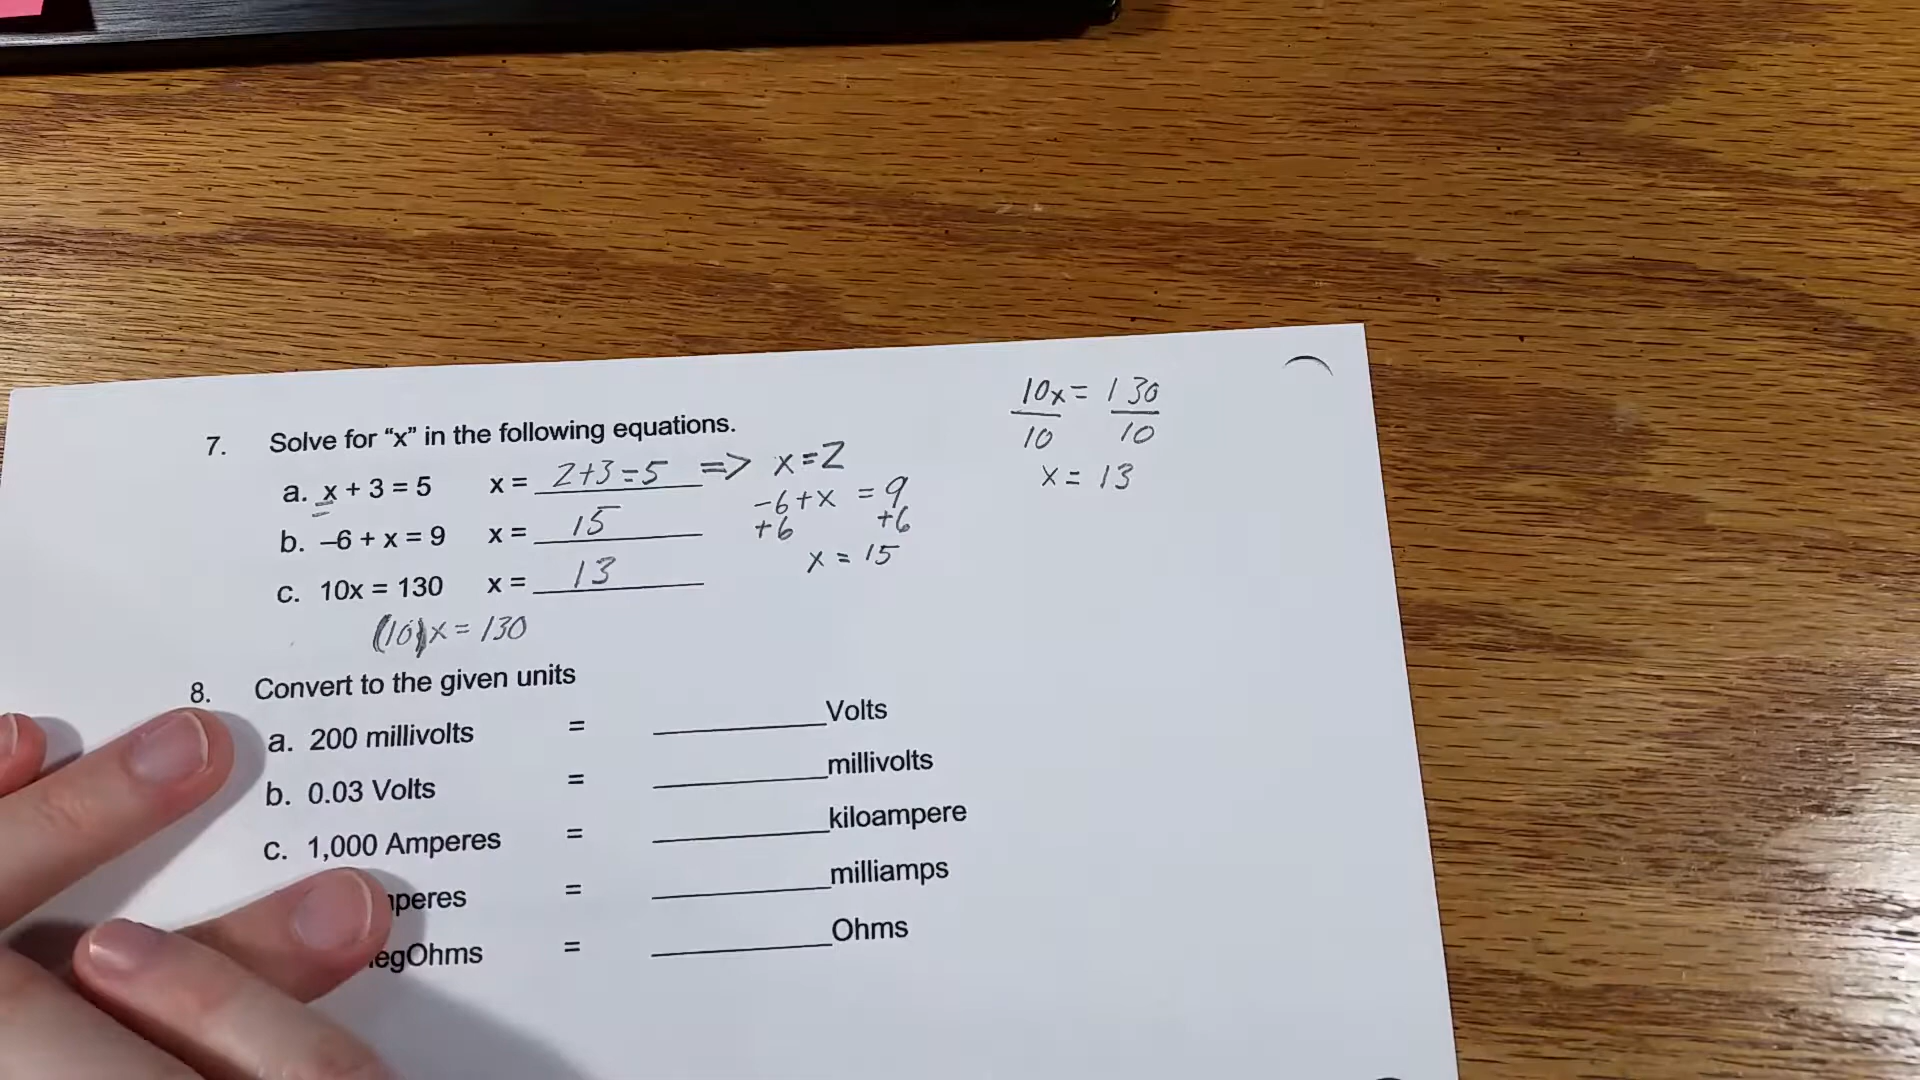 7. Solve for “x” in the following equations.
a. x + 3 = 5 x = 2+3=5 => x=2
b. –6 + x = 9 x = 15
c. 10x = 130 x = 13
(10)x = 130
-6+x = 9
+6 +6
x = 15
10x = 130
10 10
x = 13
8. Convert to the given units
a. 200 millivolts = Volts
b. 0.03 Volts = millivolts
c. 1,000 Amperes = kiloampere
= milliamps
egOhms = Ohms